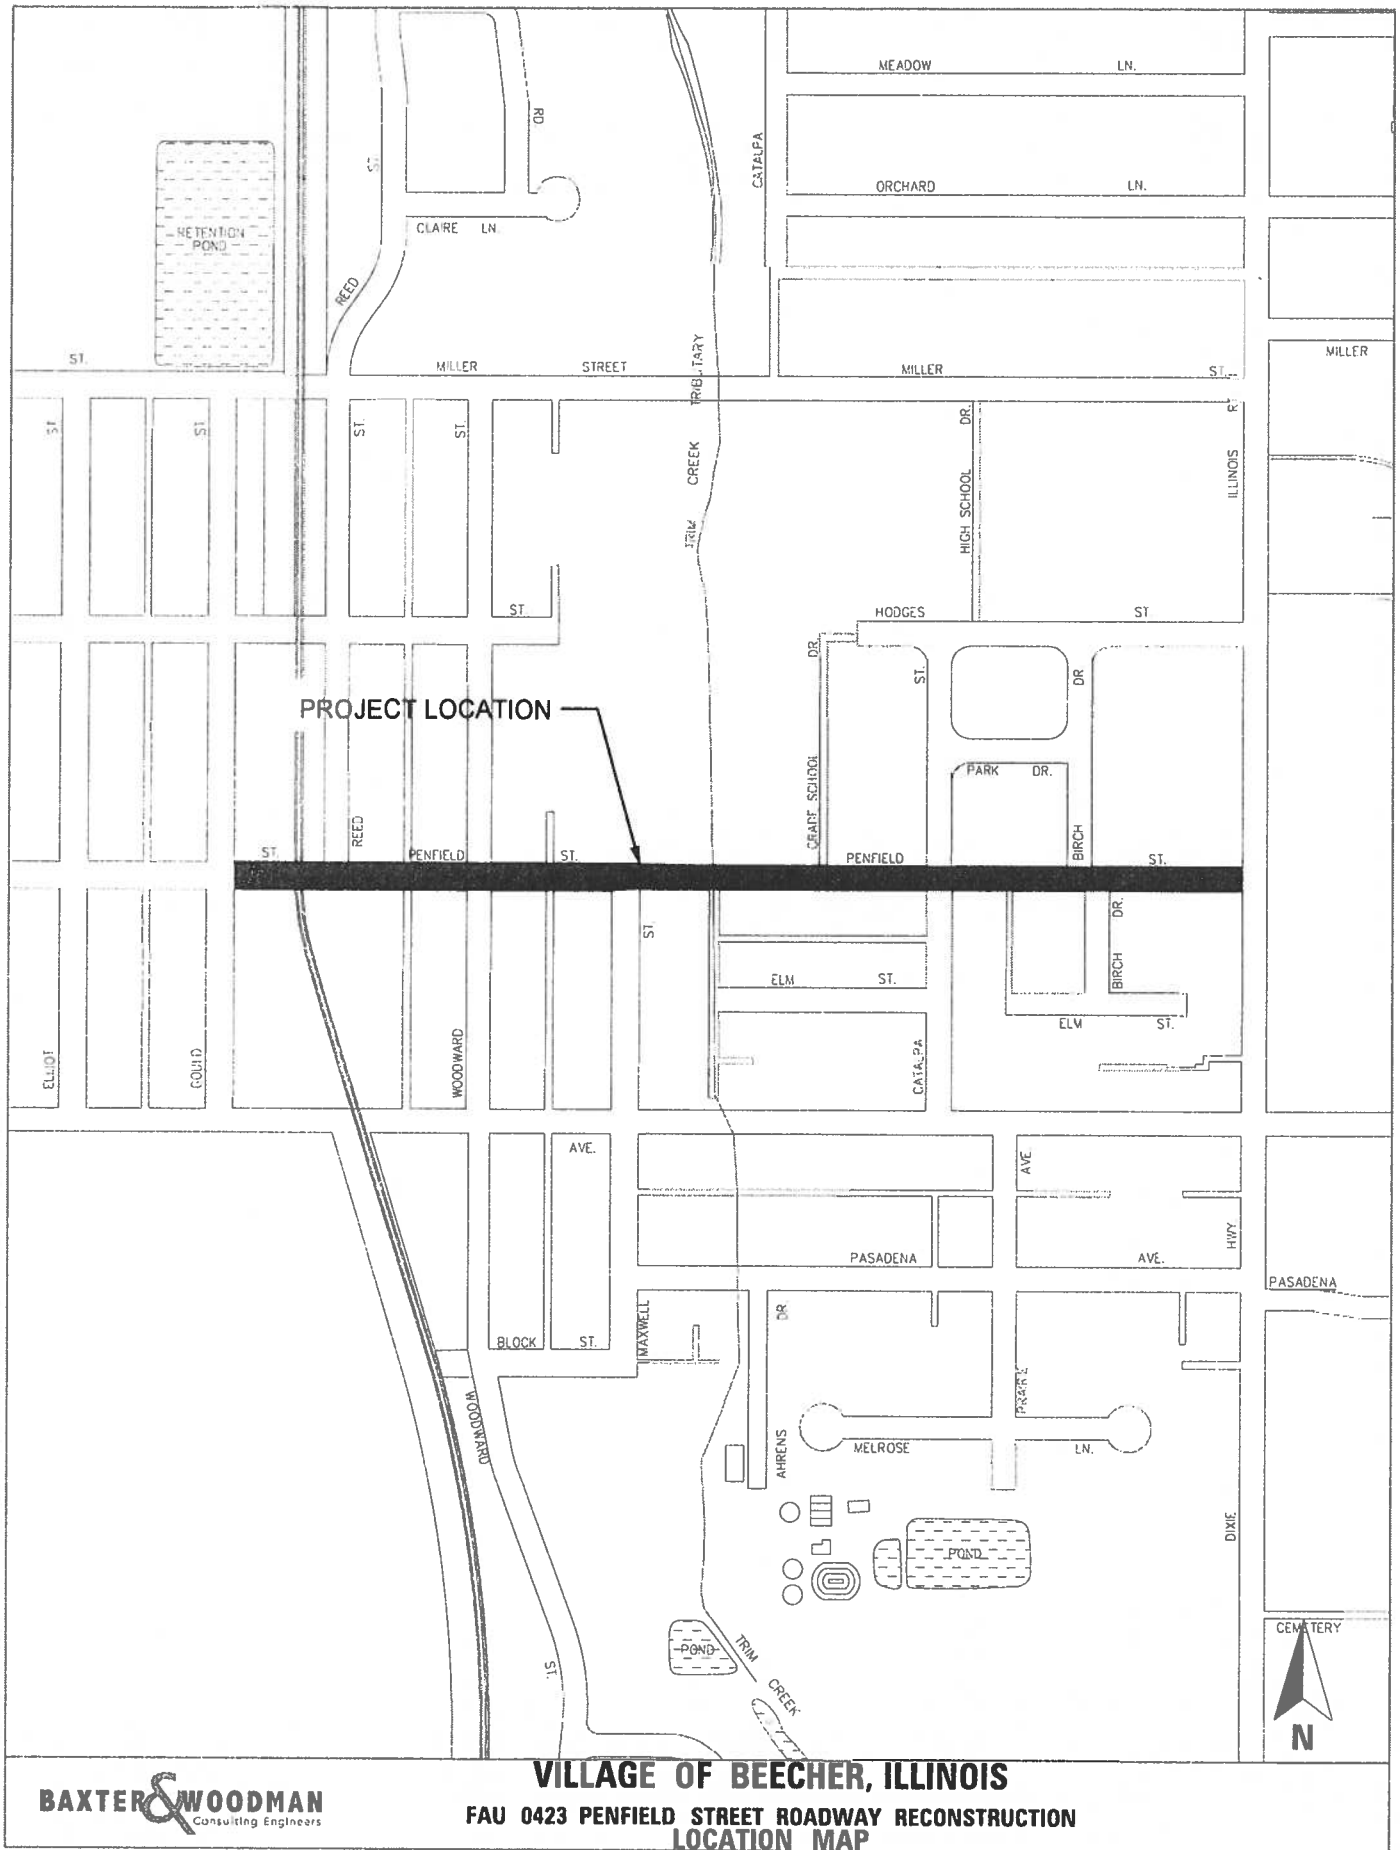 MEADOW LN.
RD.
CATALPA
ST.
ORCHARD LN.
CLAIRE LN.
RETENTION
POND
REED
TRIM CREEK TRIBUTARY
ST.
MILLER STREET
MILLER ST.
MILLER
ST.
ST.
ST.
ST.
HIGH SCHOOL DR.
ILLINOIS RT
ST.
HODGES ST
GRADE SCHOOL DR.
ST.
DR
PROJECT LOCATION
PARK DR.
REED
BIRCH
ST.
PENFIELD
ST.
PENFIELD
ST.
ST.
BIRCH DR.
ELM ST.
ELM ST.
ELLIOT
GOULD
WOODWARD
CATALPA
AVE.
AVE.
PASADENA AVE.
HWY
PASADENA
MAXWELL
DR.
BLOCK ST.
WOODWARD
PRAIRIE
AHRENS
MELROSE LN.
DIXIE
POND
CEMETERY
POND
TRIM CREEK
ST.
N
BAXTER & WOODMAN
Consulting Engineers
VILLAGE OF BEECHER, ILLINOIS
FAU 0423 PENFIELD STREET ROADWAY RECONSTRUCTION
LOCATION MAP